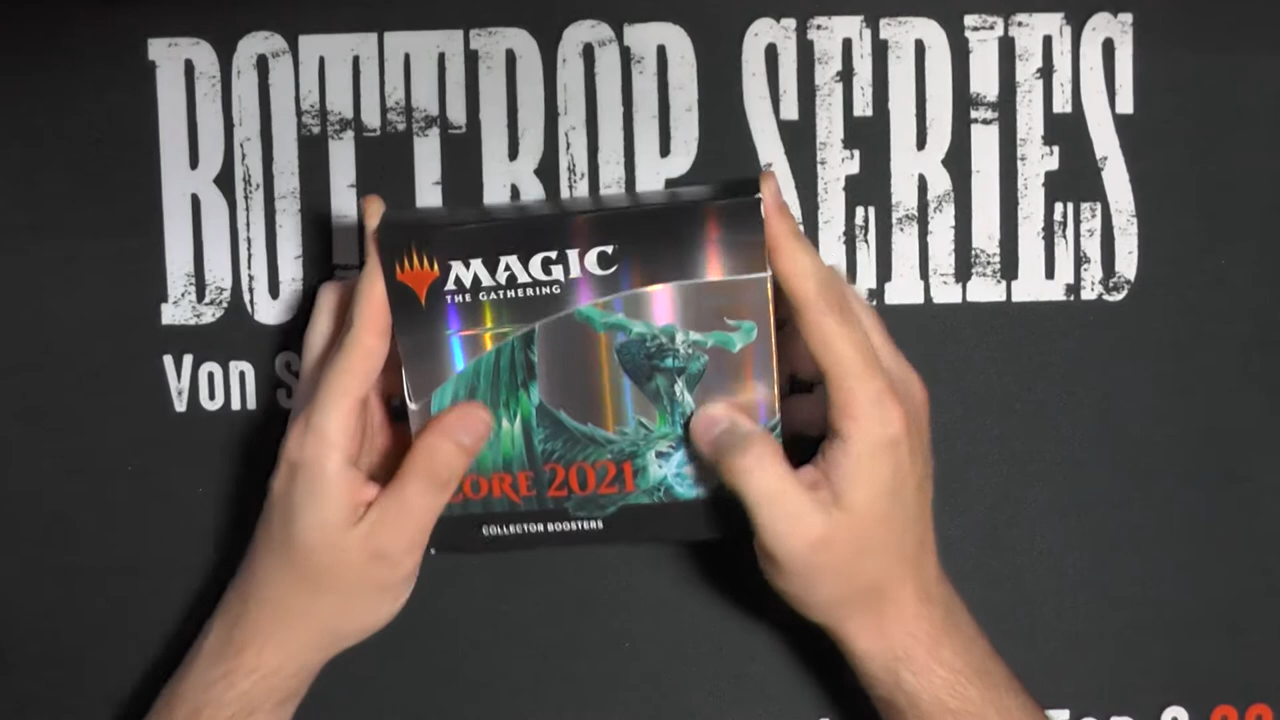 BOTTROP SERIES
Von
MAGIC
THE GATHERING
CORE 2021
COLLECTOR BOOSTERS